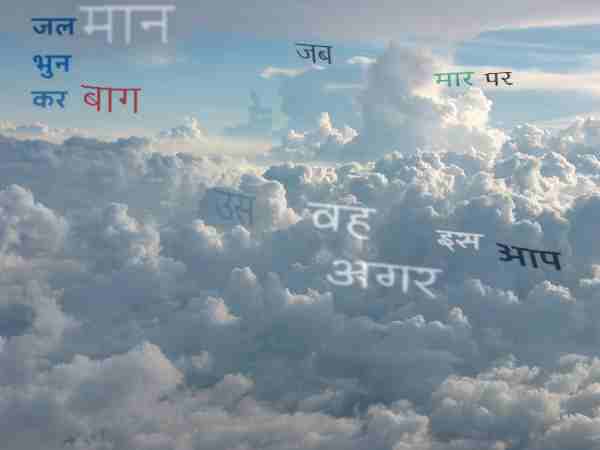 जल
भुन
कर
मान
बाग
जब
मार पर
उस
वह
अगर
इस
आप